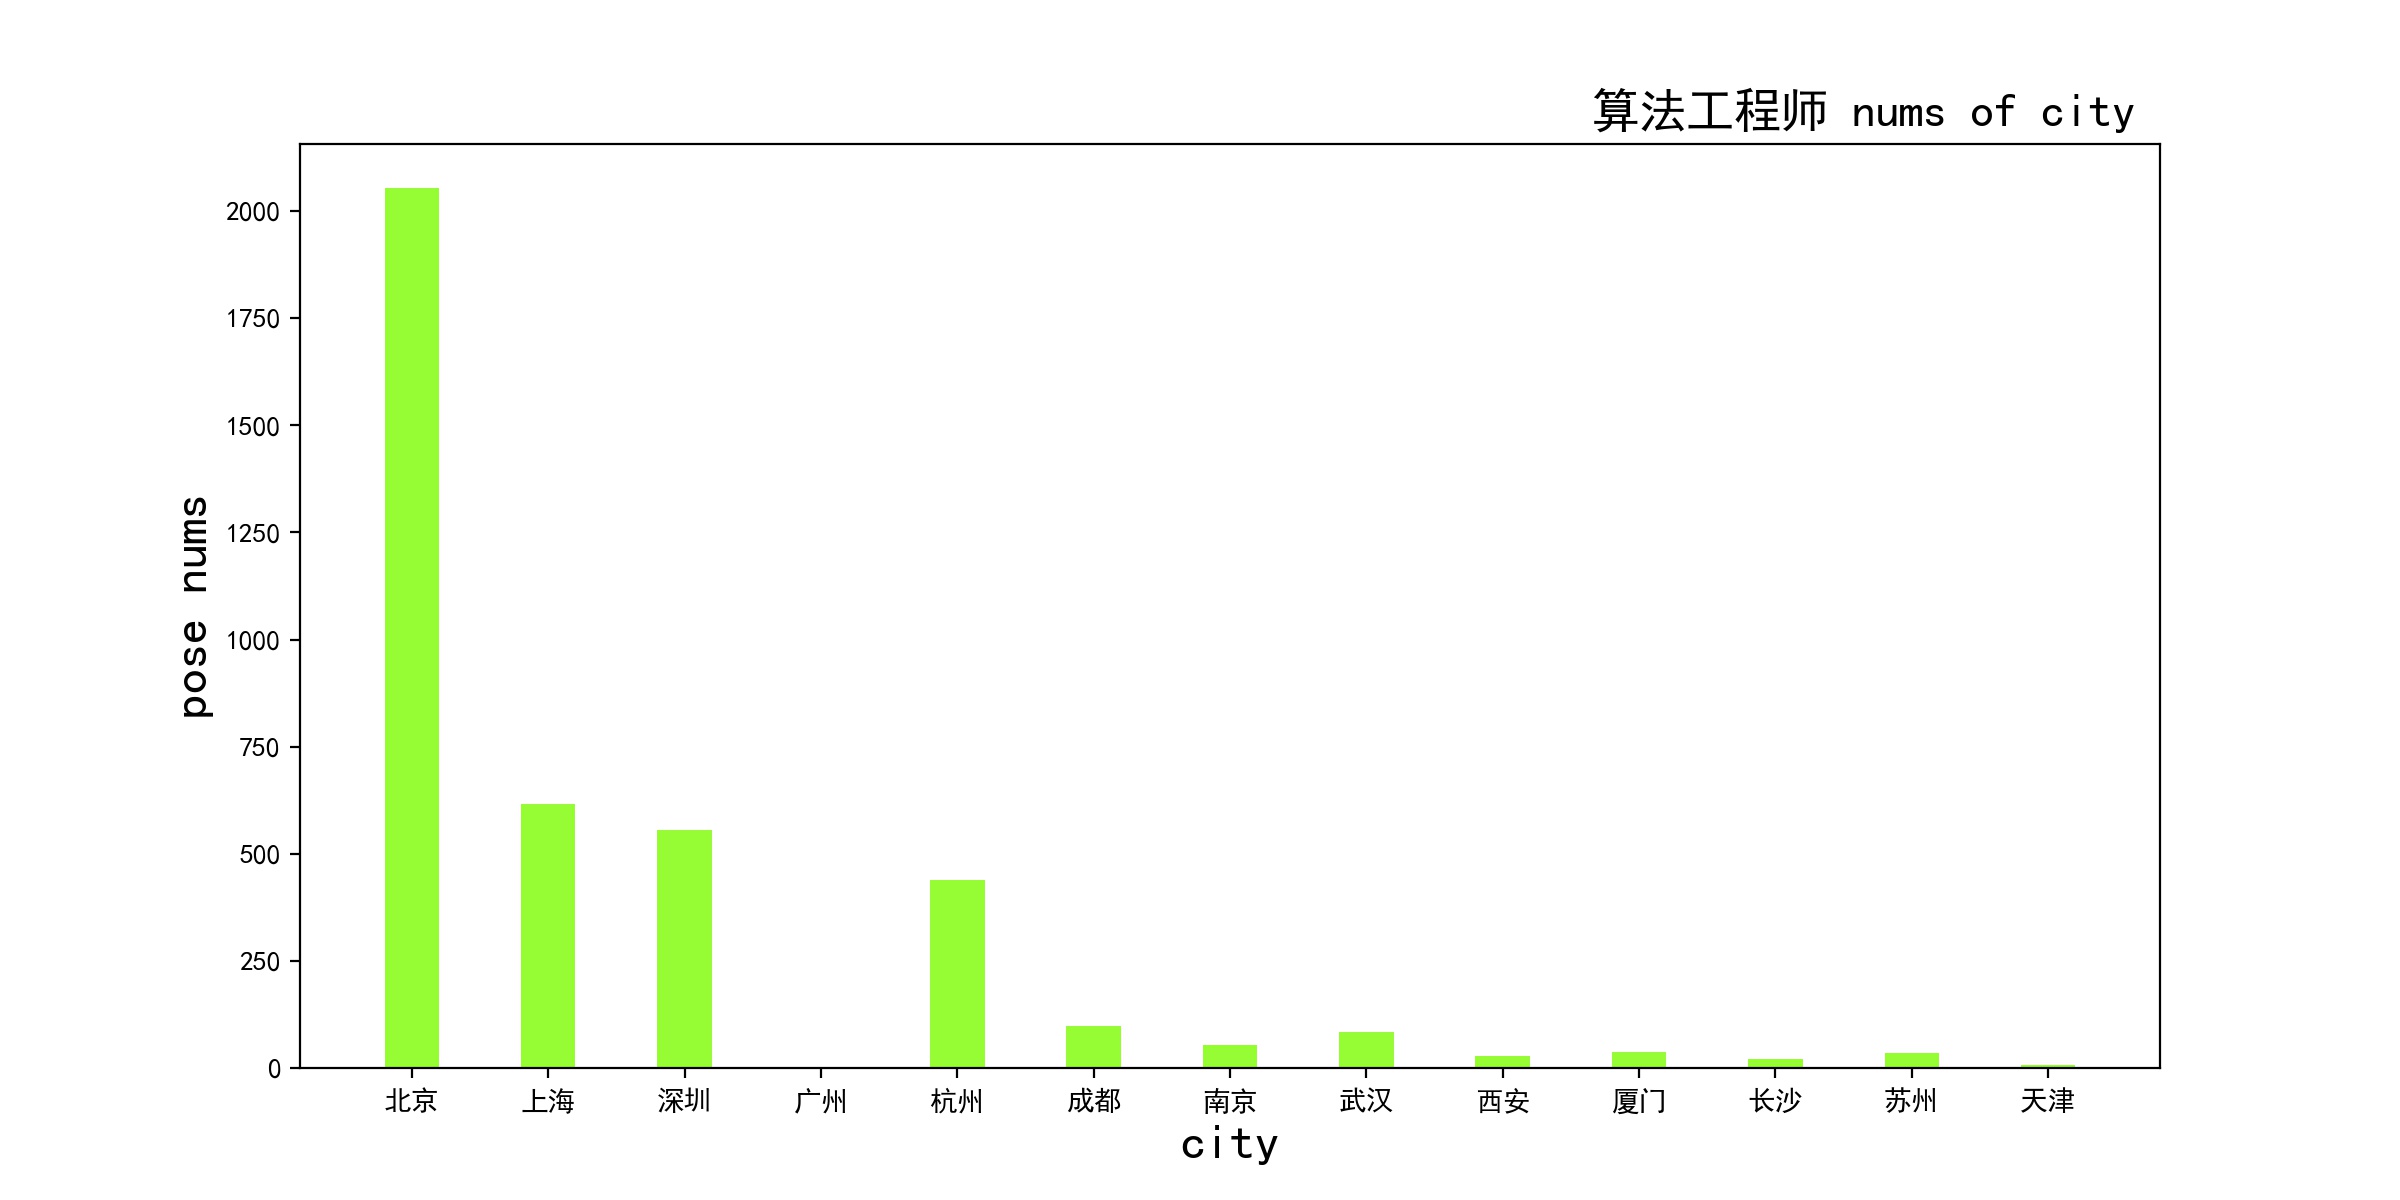 算法工程师 nums of city
pose nums
2000
1750
1500
1250
1000
750
500
250
0
北京 上海 深圳 广州 杭州 成都 南京 武汉 西安 厦门 长沙 苏州 天津
city